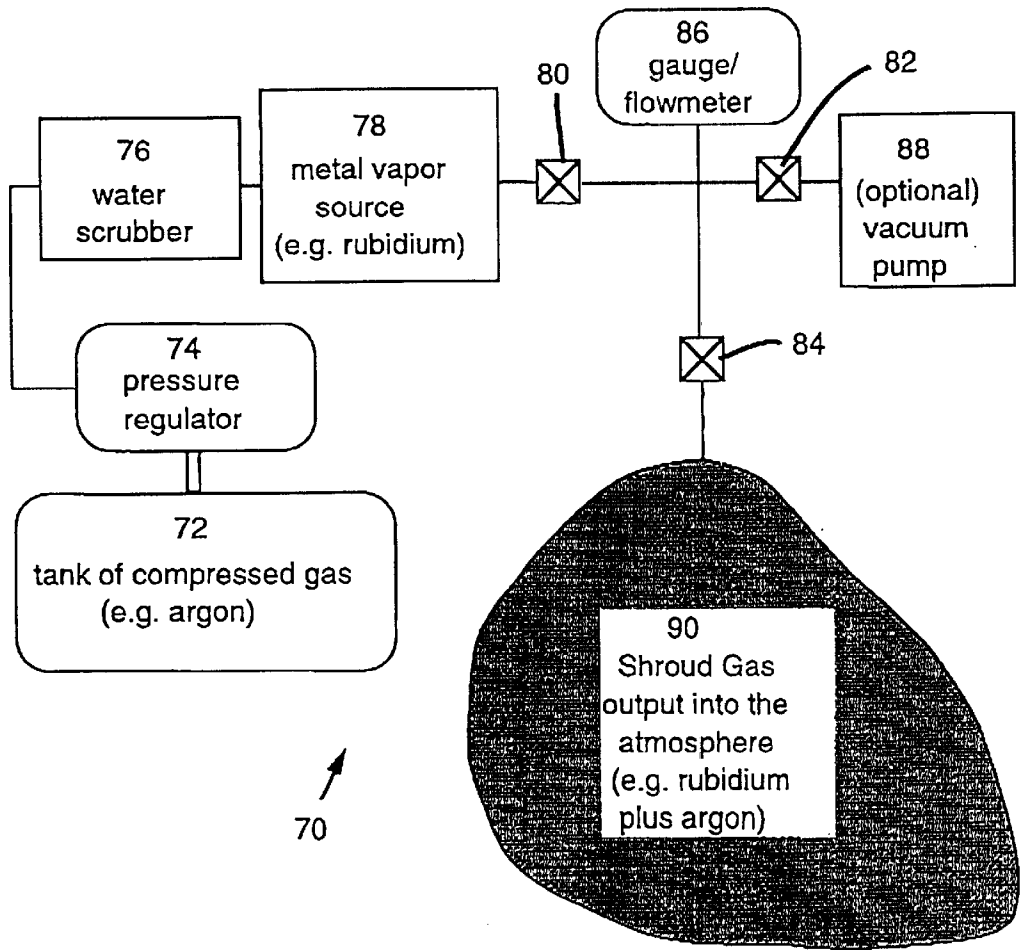 86
gauge/
flowmeter
80
82
76
water
scrubber
78
metal vapor
source
(e.g. rubidium)
88
(optional)
vacuum
pump
74
pressure
regulator
84
72
tank of compressed gas
(e.g. argon)
90
Shroud Gas
output into the
atmosphere
(e.g. rubidium
plus argon)
70